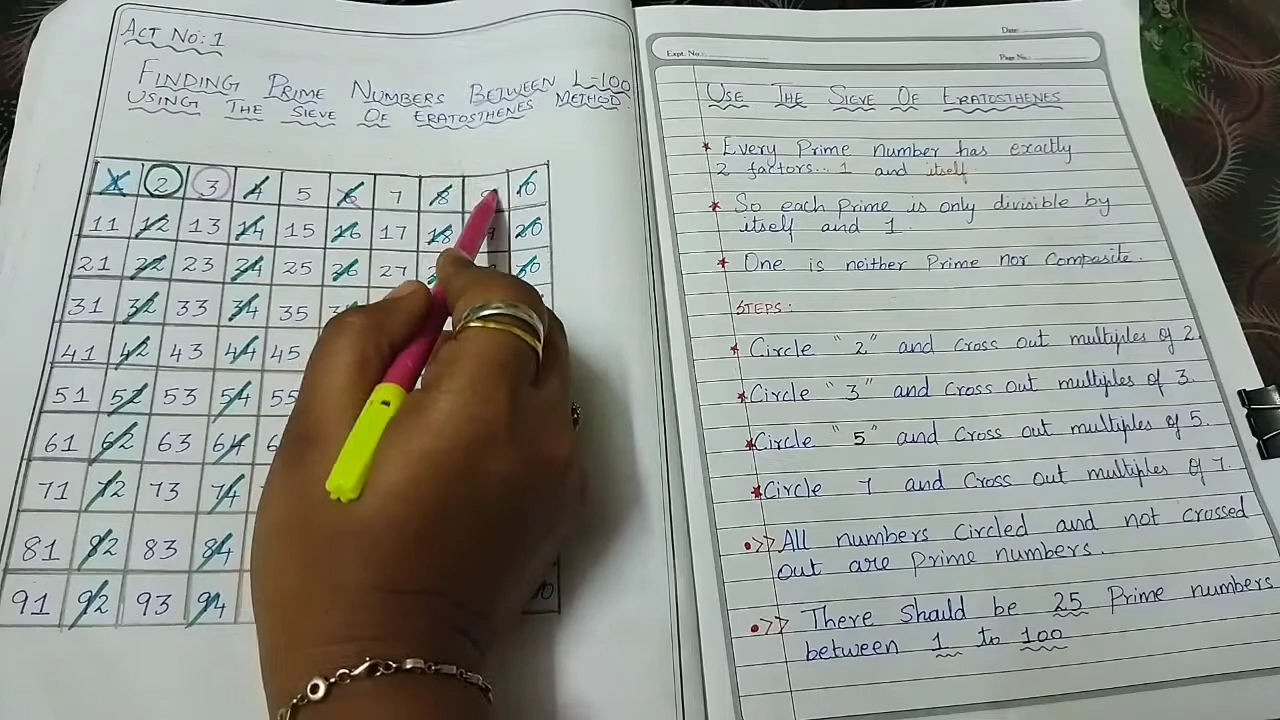 ACT NO: 1
FINDING PRIME NUMBERS BETWEEN 1-100
USING THE SIEVE OF ERATOSTHENES METHOD.
1 2 3 4 5 6 7 8 10
11 12 13 14 15 16 17 18 20
21 22 23 24 25 26 27 30
31 32 33 34 35
41 42 43 44 45
51 52 53 54 55
61 62 63 64
71 72 73 74
81 82 83 84
91 92 93 94
Date:
Expt. No.:
Page No.
USE THE SIEVE OF ERATOSTHENES
* Every Prime number has exactly
2 factors.. 1 and itself
* So each Prime is only divisible by
itself and 1.
* One is neither Prime nor Composite.
STEPS:
* Circle "2" and Cross out multiples of 2.
* Circle "3" and Cross out multiples of 3.
* Circle "5" and Cross out multiples of 5.
* Circle 7 and Cross out multiples of 7.
•>> All numbers Circled and not crossed
out are Prime numbers.
•>> There should be 25 Prime numbers
between 1 to 100